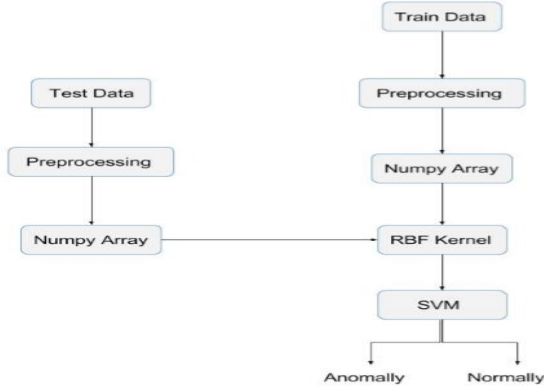 Train Data
Test Data
Preprocessing
Preprocessing
Numpy Array
Numpy Array
RBF Kernel
SVM
Anomally
Normally